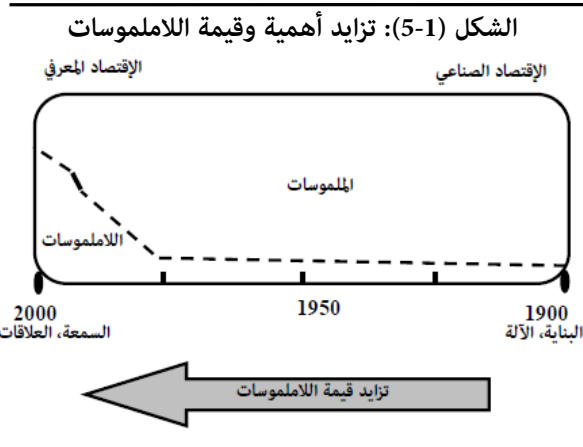 الشكل (1-5): تزايد أهمية وقيمة اللاملموسات
الإقتصاد الصناعي
الإقتصاد المعرفي
الملموسات
اللاملموسات
1900
1950
2000
البناية، الآلة
السمعة، العلاقات
تزايد قيمة اللاملموسات